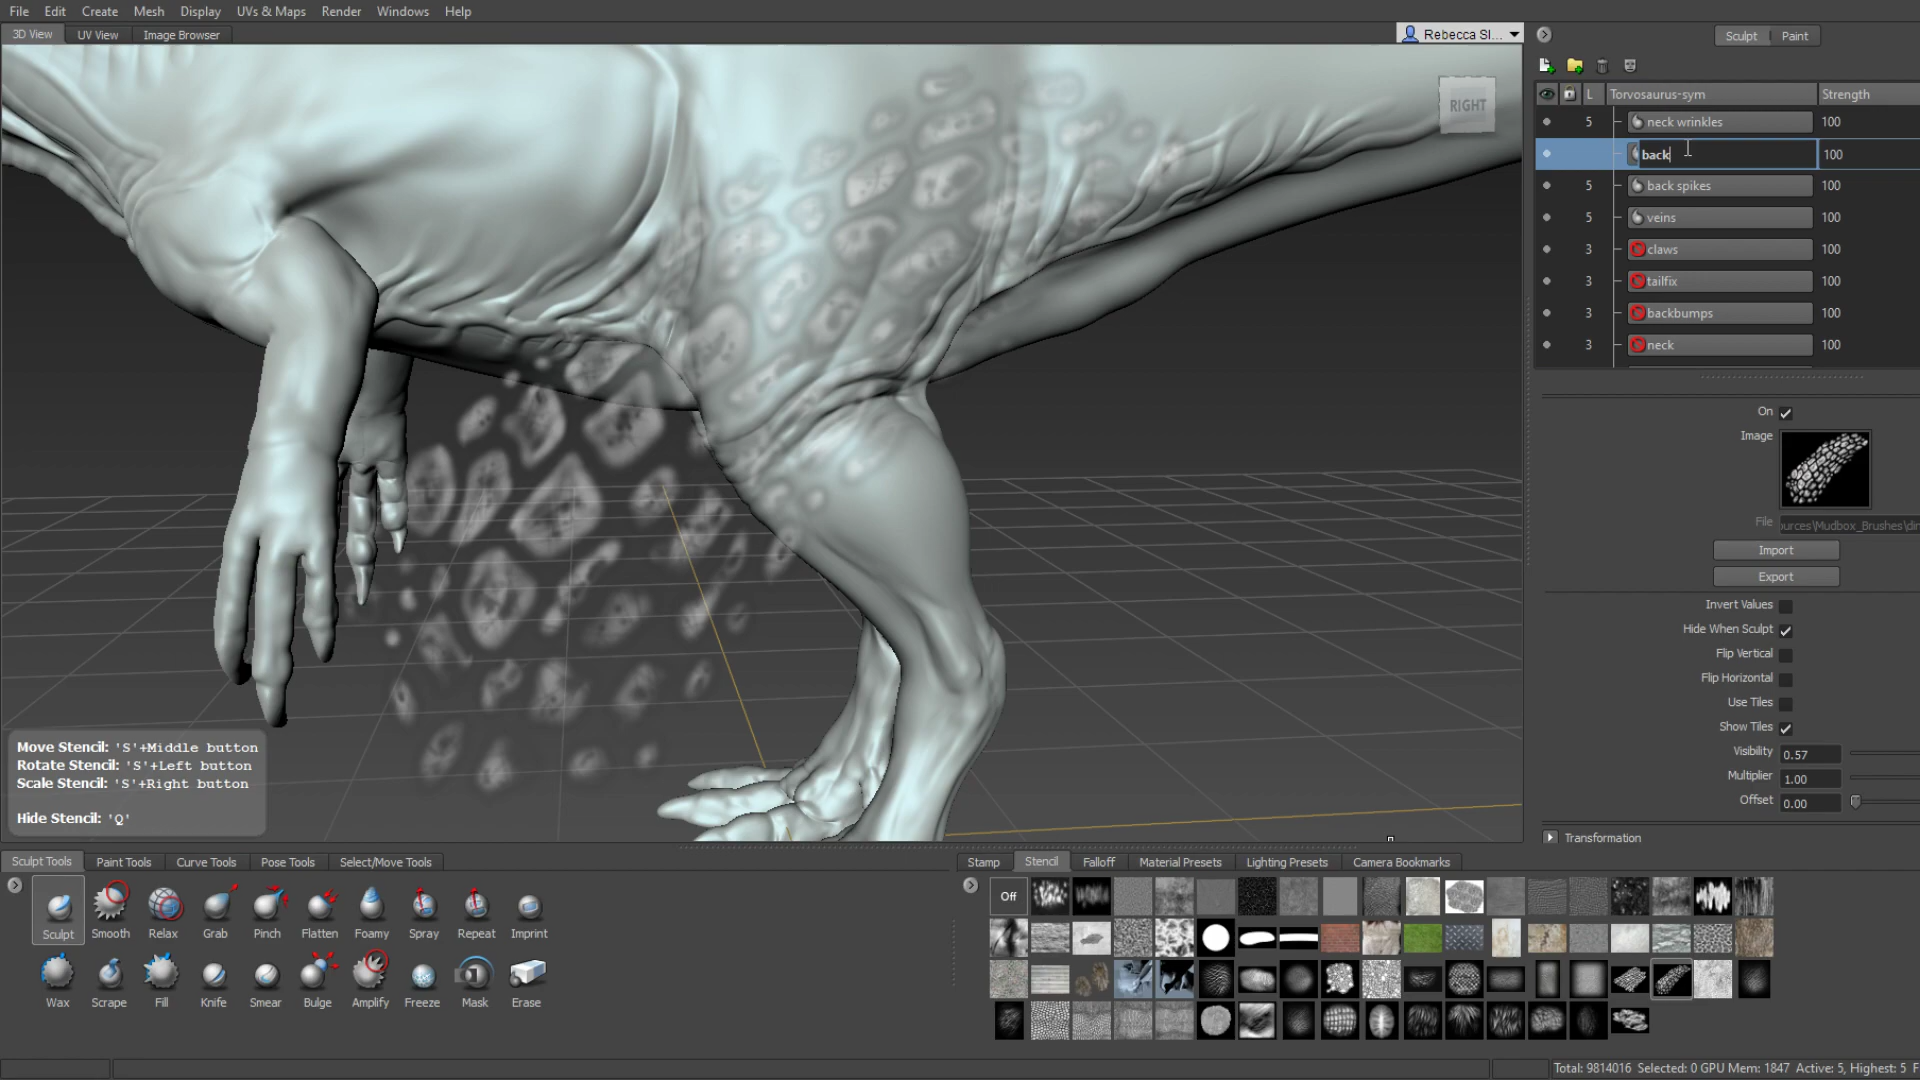 File Edit Create Mesh Display UVs & Maps Render Windows Help
3D View UV View Image Browser
Rebecca Sl...
Sculpt Paint
RIGHT
L Torvosaurus-sym Strength
5 neck wrinkles 100
back 100
5 back spikes 100
5 veins 100
3 claws 100
3 tailfix 100
3 backbumps 100
3 neck 100
On
Image
File urces\Mudbox_Brushes\din
Import
Export
Invert Values
Hide When Sculpt
Flip Vertical
Flip Horizontal
Use Tiles
Show Tiles
Visibility 0.57
Multiplier 1.00
Offset 0.00
Transformation
Move Stencil: 'S'+Middle button
Rotate Stencil: 'S'+Left button
Scale Stencil: 'S'+Right button
Hide Stencil: 'Q'
Sculpt Tools Paint Tools Curve Tools Pose Tools Select/Move Tools
Sculpt Smooth Relax Grab Pinch Flatten Foamy Spray Repeat Imprint
Wax Scrape Fill Knife Smear Bulge Amplify Freeze Mask Erase
Stamp Stencil Falloff Material Presets Lighting Presets Camera Bookmarks
Off
Total: 9814016 Selected: 0 GPU Mem: 1847 Active: 5, Highest: 5 F